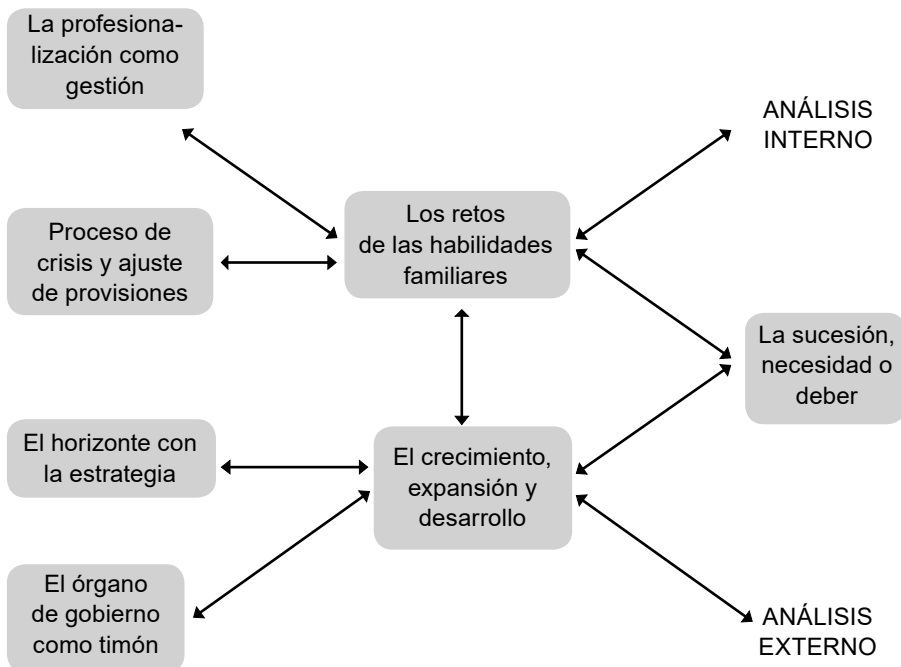 La profesiona-
lización como
gestión
ANÁLISIS
INTERNO
Los retos
de las habilidades
familiares
Proceso de
crisis y ajuste
de provisiones
La sucesión,
necesidad o
deber
El horizonte con
la estrategia
El crecimiento,
expansión y
desarrollo
El órgano
de gobierno
como timón
ANÁLISIS
EXTERNO